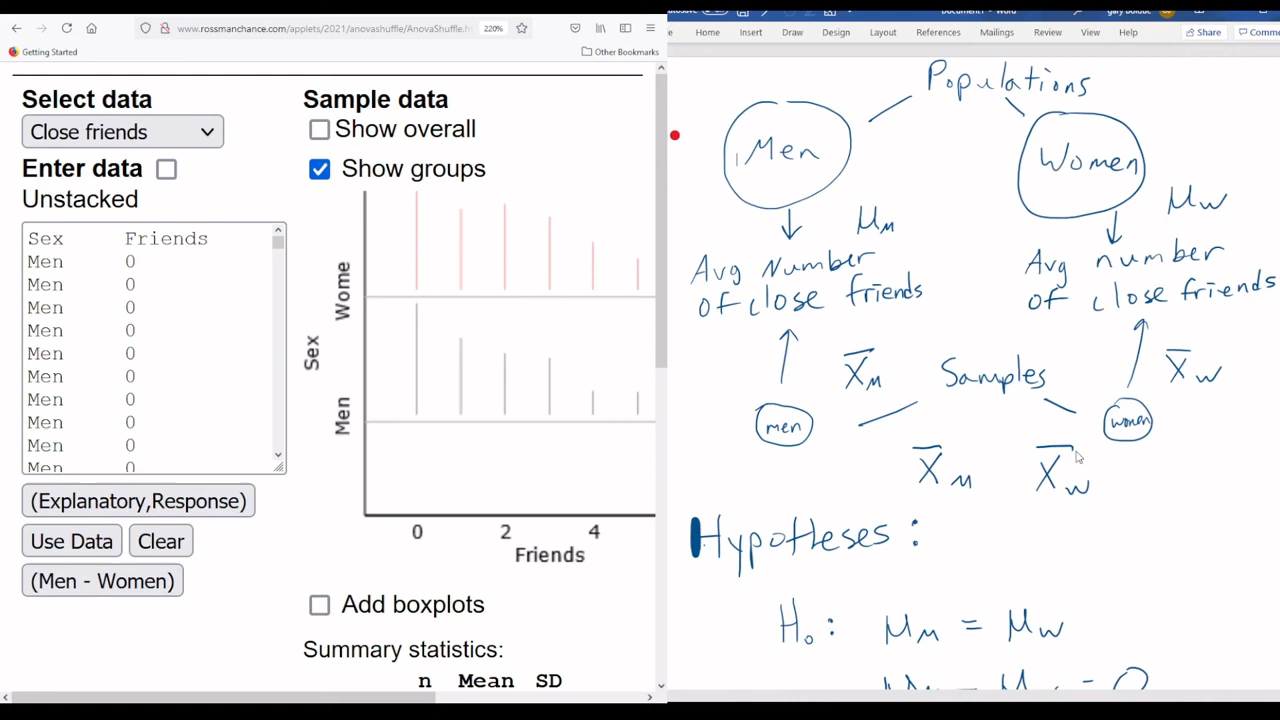 www.rossmanchance.com/applets/2021/anovashuffle/AnovaShuffle.h
220%
Getting Started
Other Bookmarks
Select data
Close friends
Enter data
Unstacked
Sex Friends
Men 0
Men 0
Men 0
Men 0
Men 0
Men 0
Men 0
Men 0
Men 0
Men 0
(Explanatory,Response)
Use Data Clear
(Men - Women)
Sample data
Show overall
Show groups
Sex
Wome
Men
0 2 4
Friends
Add boxplots
Summary statistics:
n Mean SD
Document1 - Word
gary
Home Insert Draw Design Layout References Mailings Review View Help Share Comme
Populations
Men Women
μM μW
Avg Number
of close friends
Avg number
of close friends
X̄M Samples X̄W
men women
X̄M X̄W
Hypotheses:
H₀: μM = μW